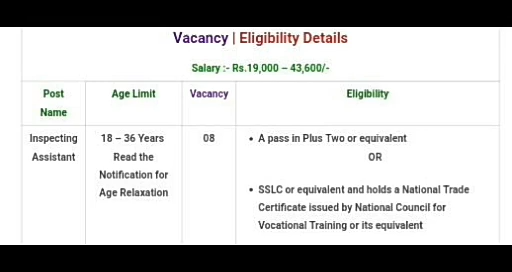 Vacancy | Eligibility Details
Salary :- Rs.19,000 – 43,600/-
Post
Name
Age Limit
Vacancy
Eligibility
Inspecting
Assistant
18 – 36 Years
Read the
Notification for
Age Relaxation
08
• A pass in Plus Two or equivalent
OR
• SSLC or equivalent and holds a National Trade
Certificate issued by National Council for
Vocational Training or its equivalent